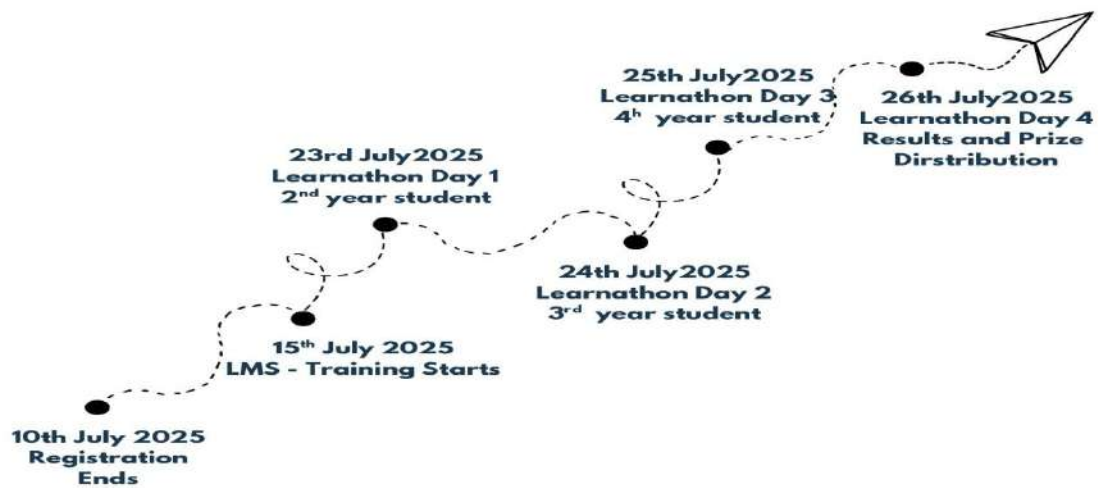 10th July 2025
Registration
Ends
15th July 2025
LMS - Training Starts
23rd July2025
Learnathon Day 1
2nd year student
24th July2025
Learnathon Day 2
3rd year student
25th July2025
Learnathon Day 3
4h year student
26th July2025
Learnathon Day 4
Results and Prize
Dirstribution